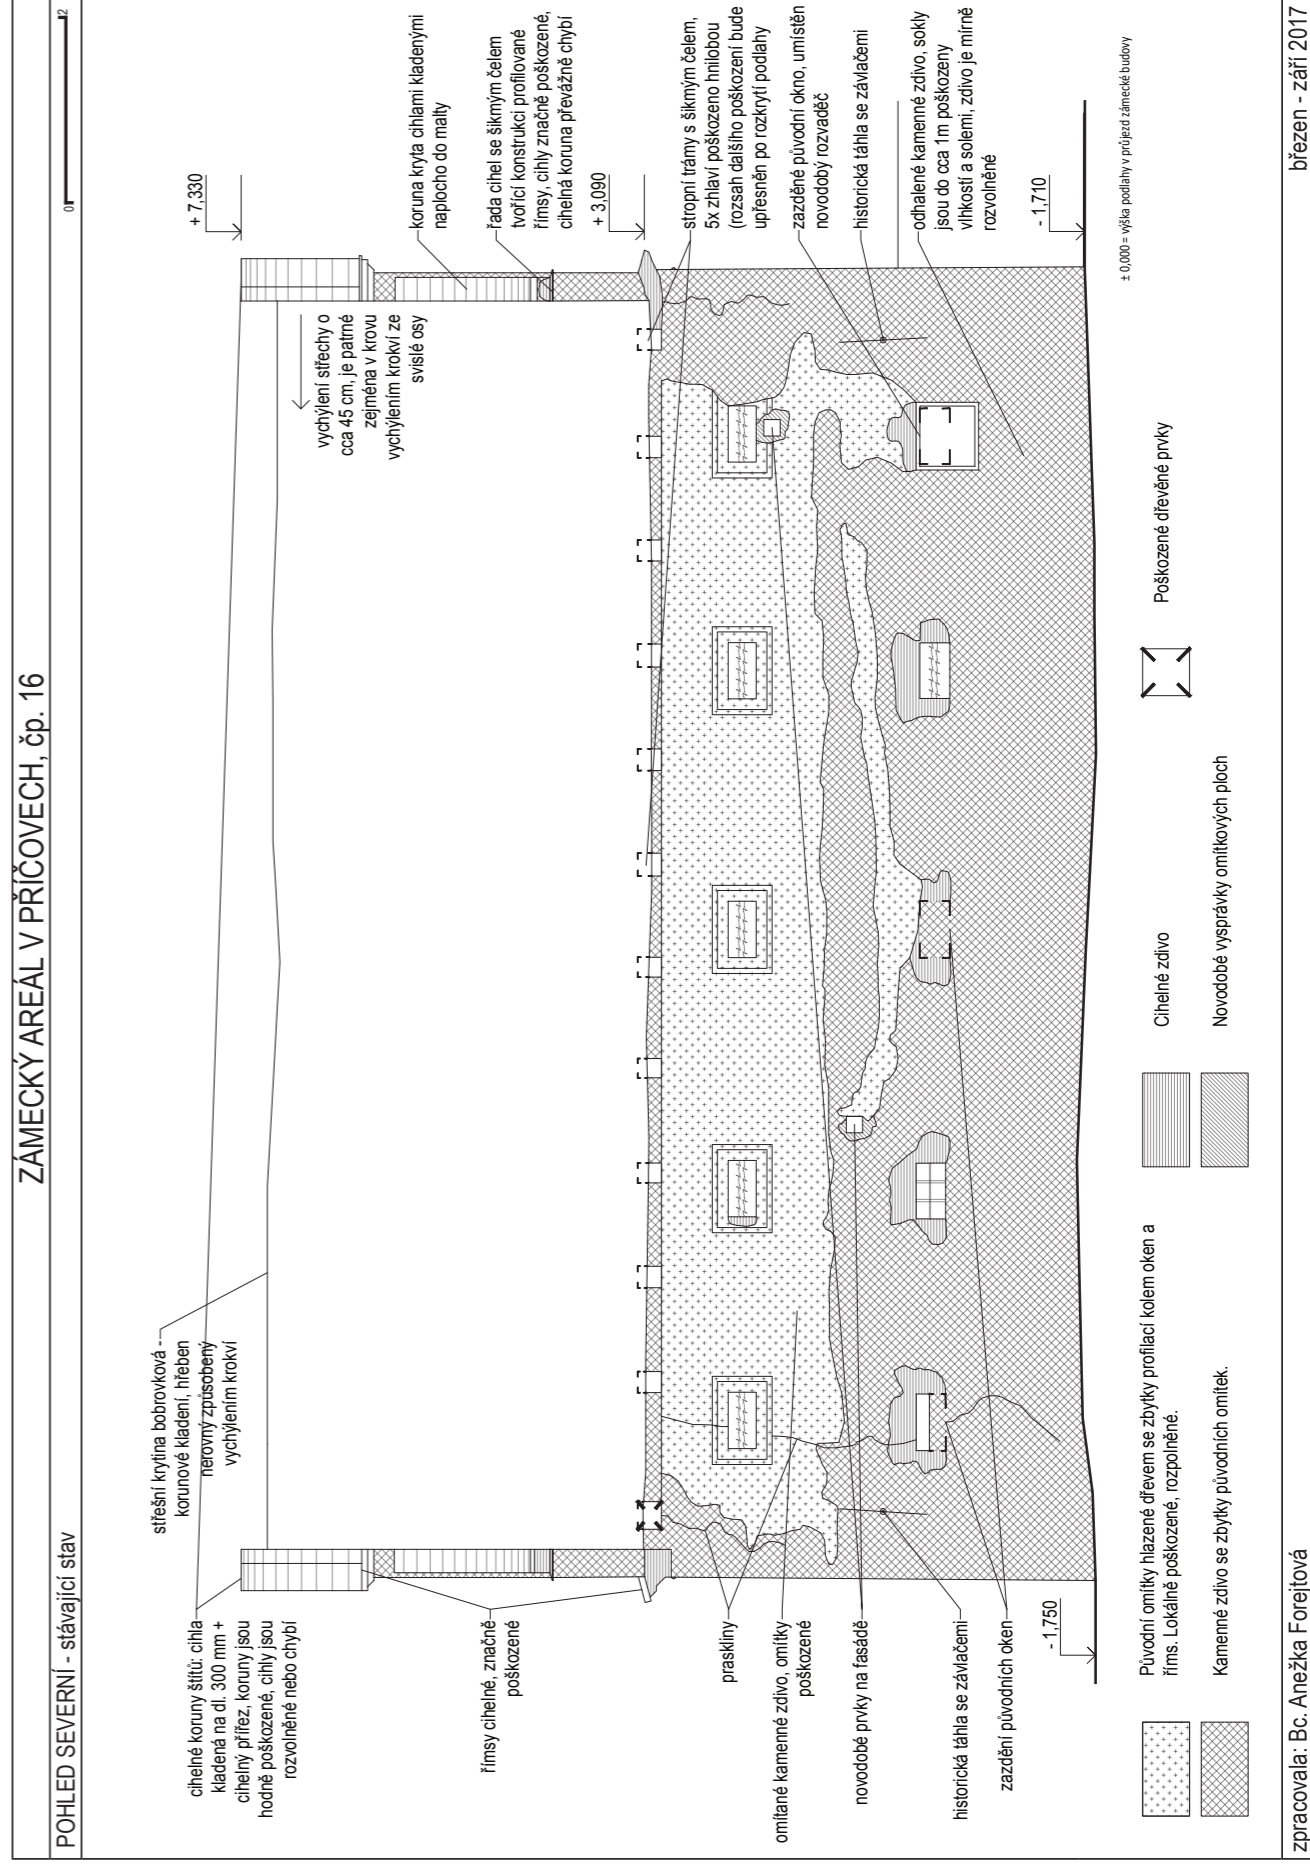 ZÁMECKÝ AREÁL V PŘÍČOVECH, čp. 16
POHLED SEVERNÍ - stávající stav
0
2
střešní krytina bobrovková -
korunové kladení, hřeben
nerovný způsobený
vychýlením krokví
cihelné koruny štítů: cihla
kladená na dl. 300 mm +
cihelný přířez, koruny jsou
hodně poškozené, cihly jsou
rozvolněné nebo chybí
římsy cihelné, značně
poškozené
praskliny
omítané kamenné zdivo, omítky
poškozené
novodobé prvky na fasádě
historická táhla se závlačemi
zazdění původních oken
- 1,750
vychýlení střechy o
cca 45 cm, je patrné
zejména v krovu
vychýlením krokví ze
svislé osy
+ 7,330
koruna kryta cihlami kladenými
naplocho do malty
řada cihel se šikmým čelem
tvořící konstrukci profilované
římsy, cihly značně poškozené,
cihelná koruna převážně chybí
+ 3,090
stropní trámy s šikmým čelem,
5x zhlaví poškozeno hnilobou
(rozsah dalšího poškození bude
upřesněn po rozkrytí podlahy
zazděné původní okno, umístěn
novodobý rozvaděč
historická táhla se závlačemi
odhalené kamenné zdivo, sokly
jsou do cca 1m poškozeny
vlhkostí a solemi, zdivo je mírně
rozvolněné
- 1,710
± 0,000 = výška podlahy v průjezd zámecké budovy
Původní omítky hlazené dřevem se zbytky profilací kolem oken a
říms. Lokálně poškozené, rozpolněné.
Kamenné zdivo se zbytky původních omítek.
Cihelné zdivo
Novodobé vysprávky omítkových ploch
Poškozené dřevěné prvky
zpracovala: Bc. Anežka Forejtová
březen - září 2017